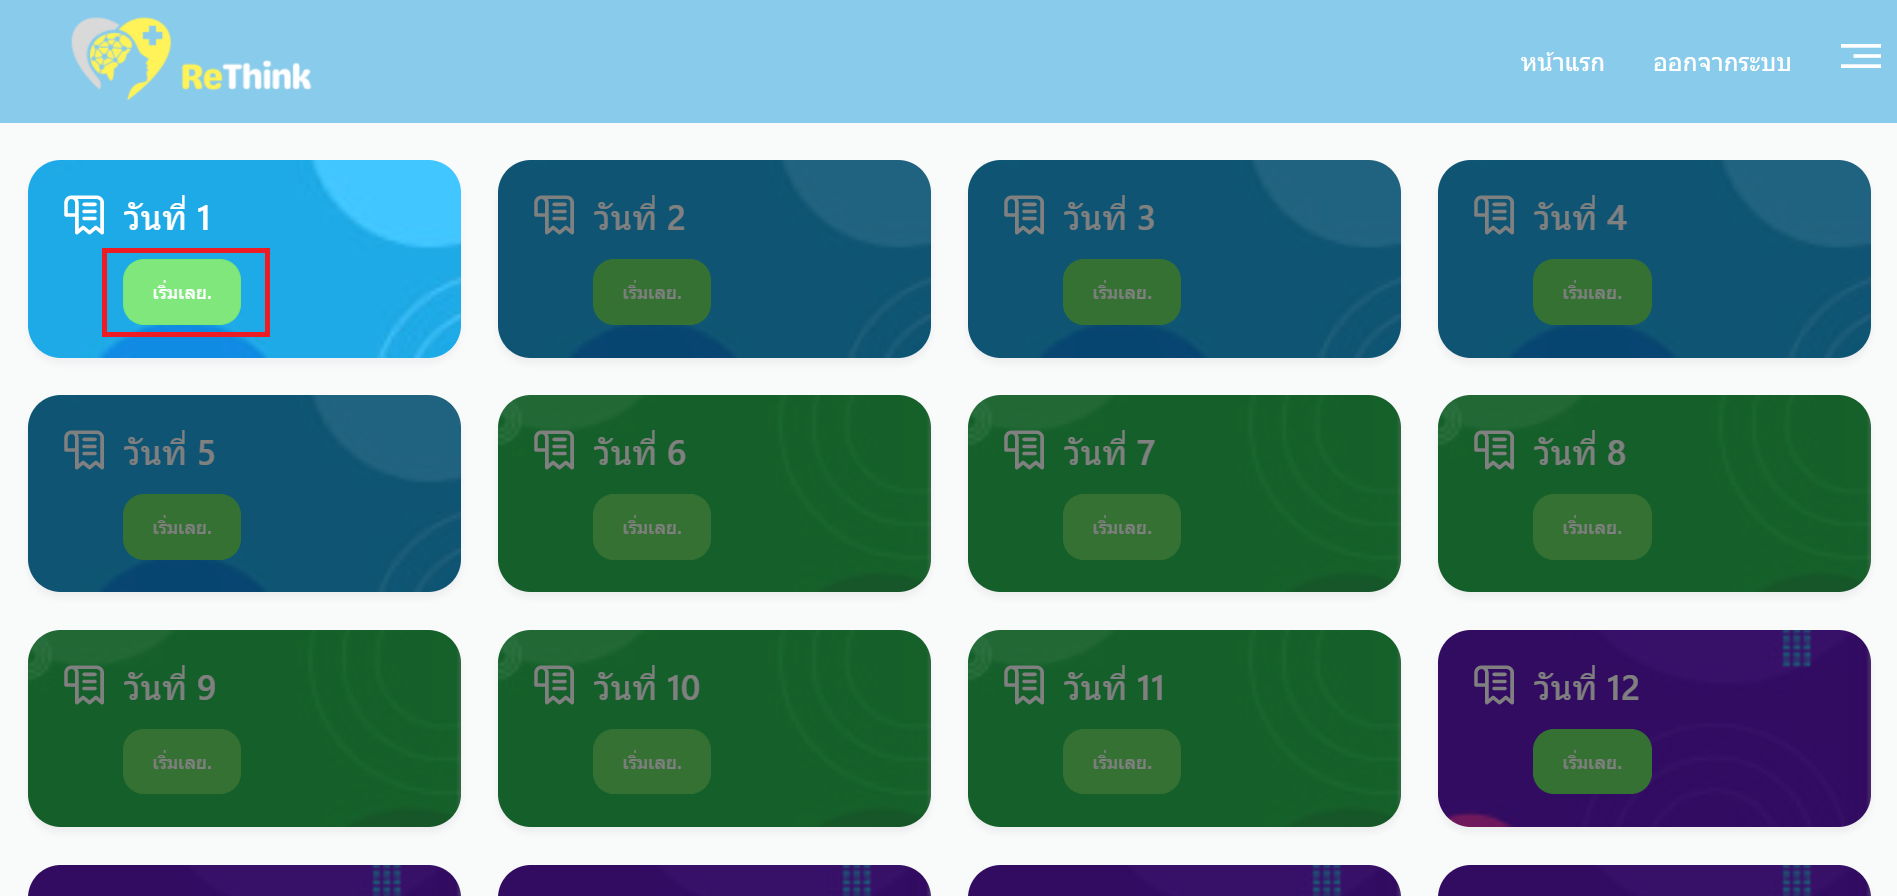 ReThink
หน้าแรก ออกจากระบบ
วันที่ 1
เริ่มเลย.
วันที่ 2
เริ่มเลย.
วันที่ 3
เริ่มเลย.
วันที่ 4
เริ่มเลย.
วันที่ 5
เริ่มเลย.
วันที่ 6
เริ่มเลย.
วันที่ 7
เริ่มเลย.
วันที่ 8
เริ่มเลย.
วันที่ 9
เริ่มเลย.
วันที่ 10
เริ่มเลย.
วันที่ 11
เริ่มเลย.
วันที่ 12
เริ่มเลย.